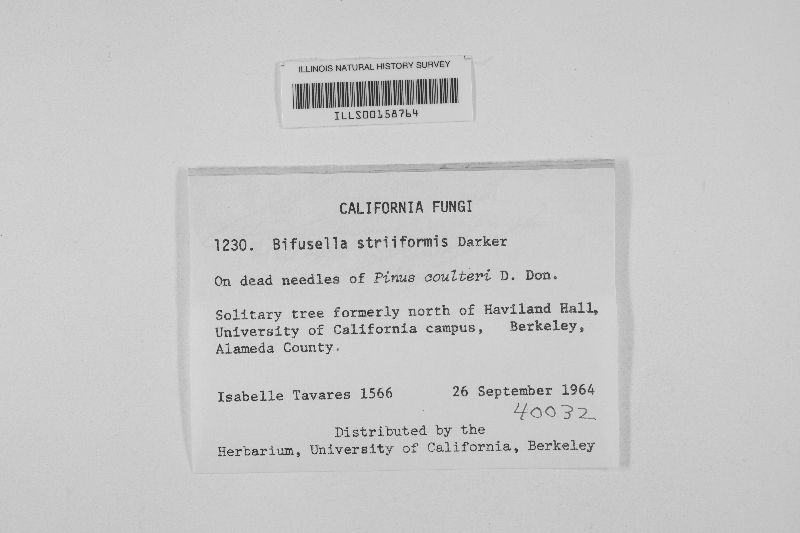 ILLINOIS NATURAL HISTORY SURVEY
ILLS00158764
CALIFORNIA FUNGI
1230. Bifusella striiformis Darker
On dead needles of Pinus coulteri D. Don.
Solitary tree formerly north of Haviland Hall,
University of California campus, Berkeley,
Alameda County.
Isabelle Tavares 1566 26 September 1964
40032
Distributed by the
Herbarium, University of California, Berkeley